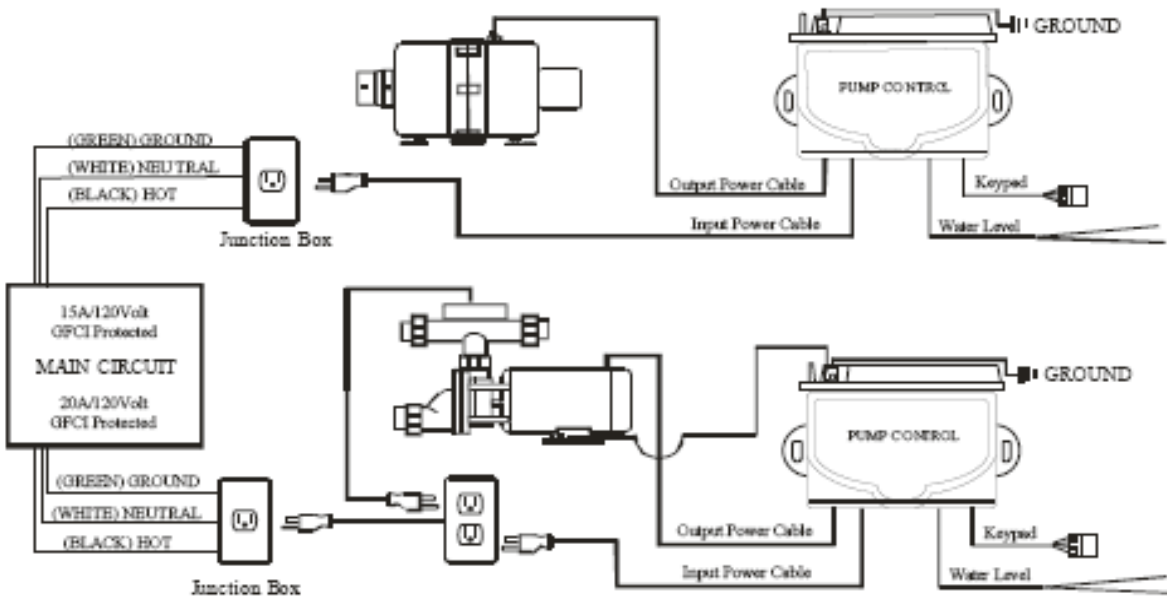 GROUND
PUMP CONTROL
(GREEN) GROUND
(WHITE) NEUTRAL
(BLACK) HOT
Junction Box
Output Power Cable
Keypad
Input Power Cable
Water Level
15A/120Volt
GFCI Protected
MAIN CIRCUIT
20A/120Volt
GFCI Protected
GROUND
PUMP CONTROL
(GREEN) GROUND
(WHITE) NEUTRAL
(BLACK) HOT
Junction Box
Output Power Cable
Keypad
Input Power Cable
Water Level